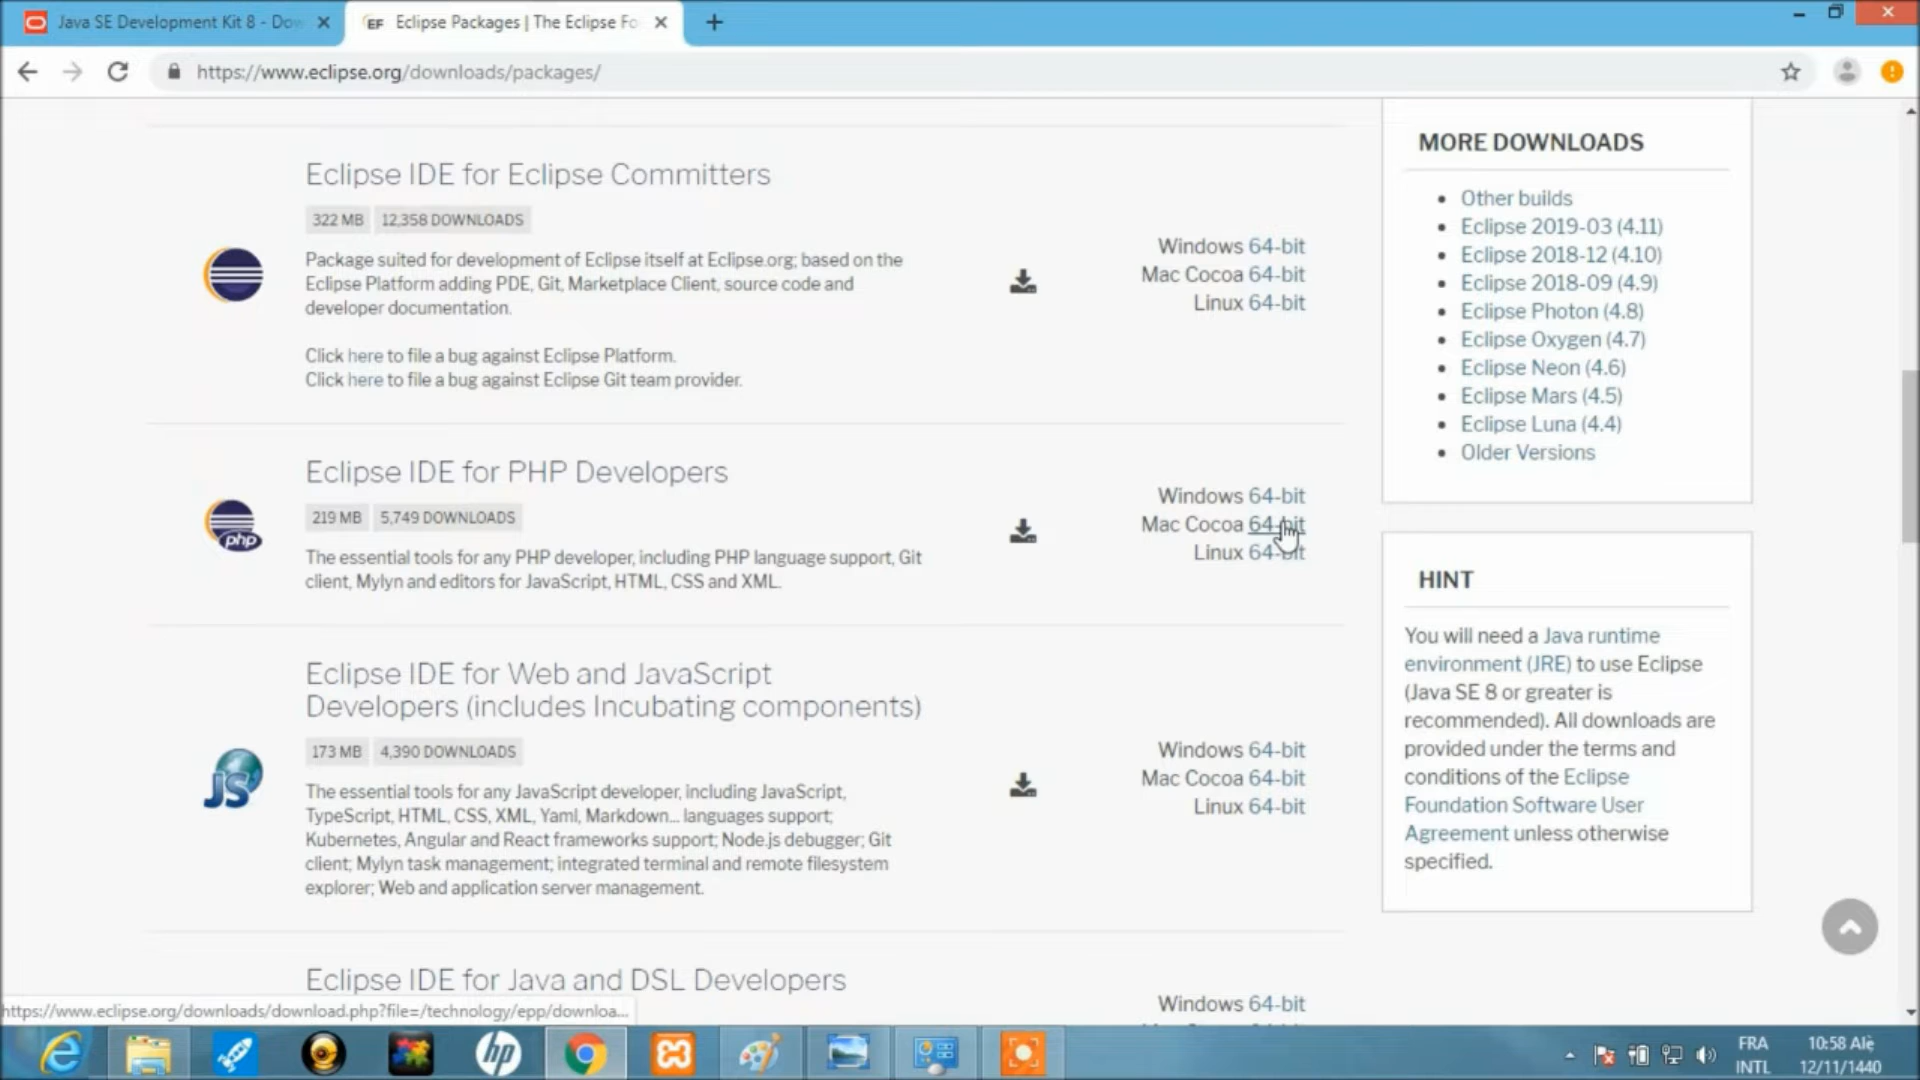 Java SE Development Kit 8 - Dow
EF Eclipse Packages | The Eclipse Fo
https://www.eclipse.org/downloads/packages/
Eclipse IDE for Eclipse Committers
322 MB 12,358 DOWNLOADS
Package suited for development of Eclipse itself at Eclipse.org; based on the
Eclipse Platform adding PDE, Git, Marketplace Client, source code and
developer documentation.
Click here to file a bug against Eclipse Platform.
Click here to file a bug against Eclipse Git team provider.
Windows 64-bit
Mac Cocoa 64-bit
Linux 64-bit
Eclipse IDE for PHP Developers
219 MB 5,749 DOWNLOADS
php
The essential tools for any PHP developer, including PHP language support, Git
client, Mylyn and editors for JavaScript, HTML, CSS and XML.
Windows 64-bit
Mac Cocoa 64-bit
Linux 64-bit
Eclipse IDE for Web and JavaScript
Developers (includes Incubating components)
173 MB 4,390 DOWNLOADS
JS
The essential tools for any JavaScript developer, including JavaScript,
TypeScript, HTML, CSS, XML, Yaml, Markdown... languages support;
Kubernetes, Angular and React frameworks support; Node.js debugger; Git
client; Mylyn task management; integrated terminal and remote filesystem
explorer; Web and application server management.
Windows 64-bit
Mac Cocoa 64-bit
Linux 64-bit
Eclipse IDE for Java and DSL Developers
Windows 64-bit
MORE DOWNLOADS
Other builds
Eclipse 2019-03 (4.11)
Eclipse 2018-12 (4.10)
Eclipse 2018-09 (4.9)
Eclipse Photon (4.8)
Eclipse Oxygen (4.7)
Eclipse Neon (4.6)
Eclipse Mars (4.5)
Eclipse Luna (4.4)
Older Versions
HINT
You will need a Java runtime
environment (JRE) to use Eclipse
(Java SE 8 or greater is
recommended). All downloads are
provided under the terms and
conditions of the Eclipse
Foundation Software User
Agreement unless otherwise
specified.
https://www.eclipse.org/downloads/download.php?file=/technology/epp/downloa...
hp
FRA
INTL
10:58 Alè
12/11/1440